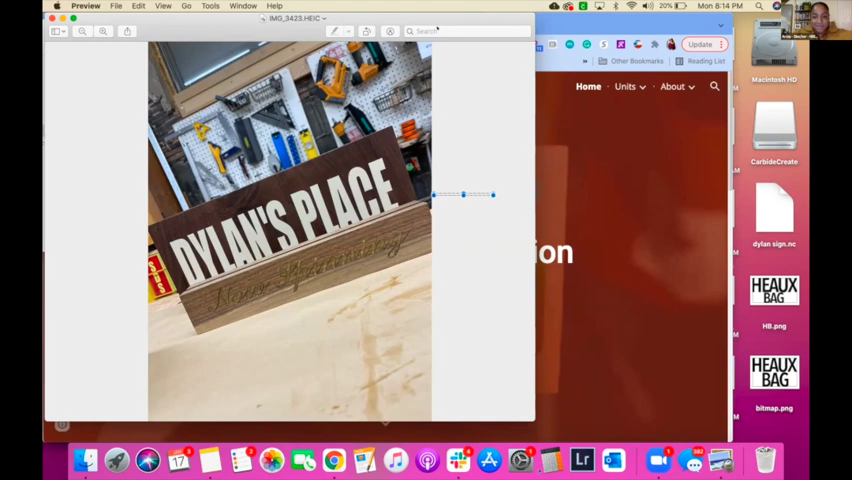 Preview File Edit View Go Tools Window Help
20% Mon 8:14 PM
IMG_3423.HEIC
Search
Update
Other Bookmarks Reading List
Home Units About
DYLAN'S PLACE
ion
Macintosh HD
CarbideCreate
dylan sign.nc
HEAUX
BAG
HB.png
HEAUX
BAG
bitmap.png
17
Lr